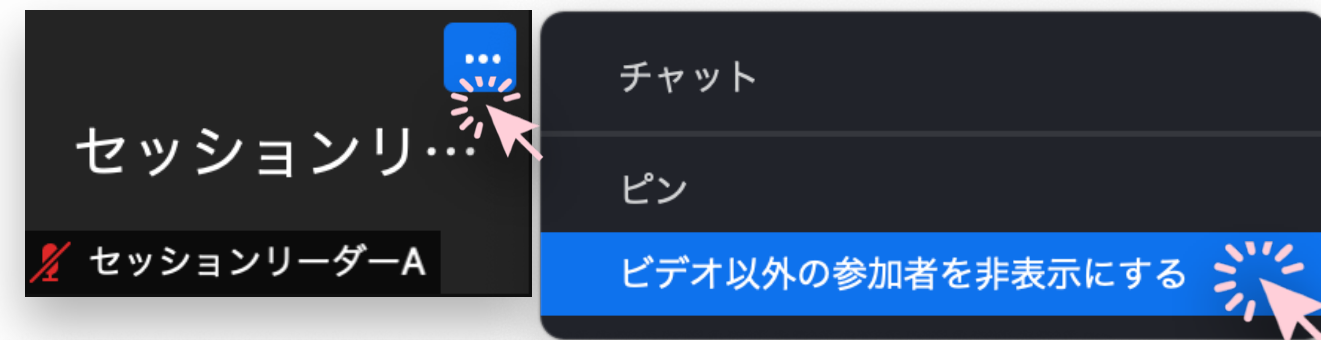 …
セッションリ…
セッションリーダーA
チャット
ピン
ビデオ以外の参加者を非表示にする